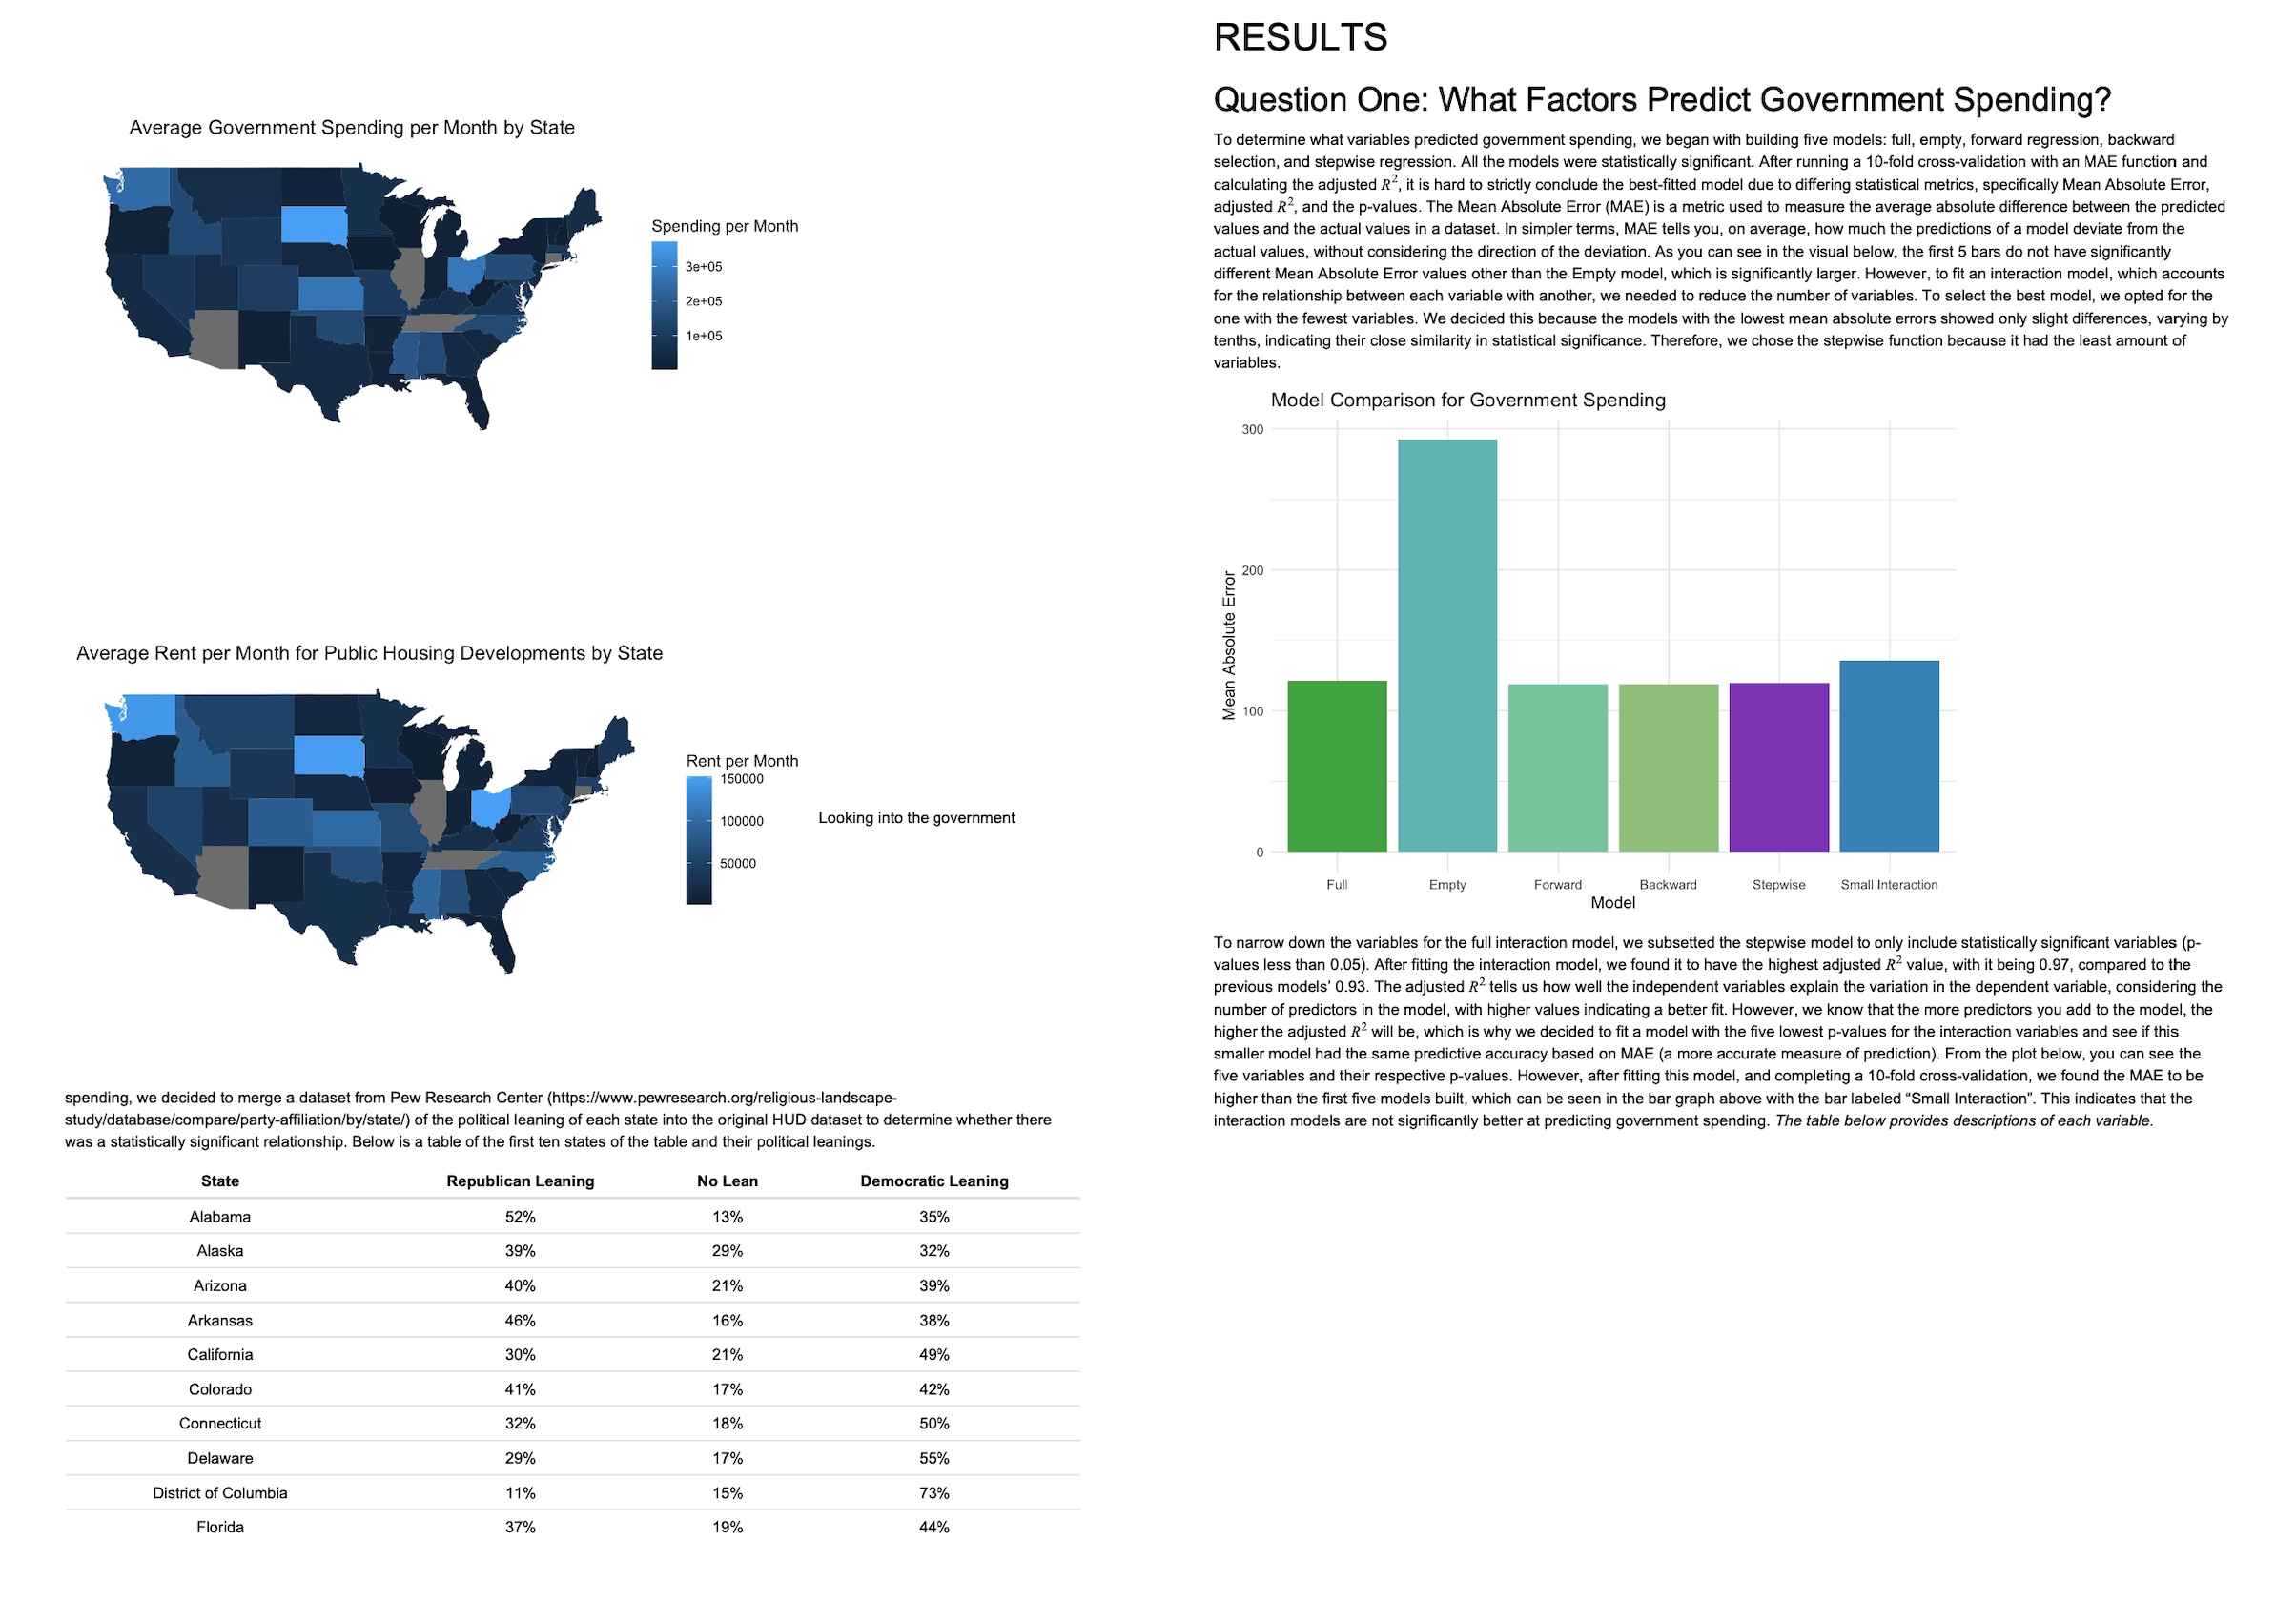 Average Government Spending per Month by State
Spending per Month
3e+05
2e+05
1e+05
Average Rent per Month for Public Housing Developments by State
Rent per Month
150000
100000
50000
Looking into the government
spending, we decided to merge a dataset from Pew Research Center (https://www.pewresearch.org/religious-landscape-
study/database/compare/party-affiliation/by/state/) of the political leaning of each state into the original HUD dataset to determine whether there
was a statistically significant relationship. Below is a table of the first ten states of the table and their political leanings.
State Republican Leaning No Lean Democratic Leaning
Alabama 52% 13% 35%
Alaska 39% 29% 32%
Arizona 40% 21% 39%
Arkansas 46% 16% 38%
California 30% 21% 49%
Colorado 41% 17% 42%
Connecticut 32% 18% 50%
Delaware 29% 17% 55%
District of Columbia 11% 15% 73%
Florida 37% 19% 44%
RESULTS
Question One: What Factors Predict Government Spending?
To determine what variables predicted government spending, we began with building five models: full, empty, forward regression, backward
selection, and stepwise regression. All the models were statistically significant. After running a 10-fold cross-validation with an MAE function and
calculating the adjusted R², it is hard to strictly conclude the best-fitted model due to differing statistical metrics, specifically Mean Absolute Error,
adjusted R², and the p-values. The Mean Absolute Error (MAE) is a metric used to measure the average absolute difference between the predicted
values and the actual values in a dataset. In simpler terms, MAE tells you, on average, how much the predictions of a model deviate from the
actual values, without considering the direction of the deviation. As you can see in the visual below, the first 5 bars do not have significantly
different Mean Absolute Error values other than the Empty model, which is significantly larger. However, to fit an interaction model, which accounts
for the relationship between each variable with another, we needed to reduce the number of variables. To select the best model, we opted for the
one with the fewest variables. We decided this because the models with the lowest mean absolute errors showed only slight differences, varying by
tenths, indicating their close similarity in statistical significance. Therefore, we chose the stepwise function because it had the least amount of
variables.
Model Comparison for Government Spending
300
200
100
0
Mean Absolute Error
Full Empty Forward Backward Stepwise Small Interaction
Model
To narrow down the variables for the full interaction model, we subsetted the stepwise model to only include statistically significant variables (p-
values less than 0.05). After fitting the interaction model, we found it to have the highest adjusted R² value, with it being 0.97, compared to the
previous models' 0.93. The adjusted R² tells us how well the independent variables explain the variation in the dependent variable, considering the
number of predictors in the model, with higher values indicating a better fit. However, we know that the more predictors you add to the model, the
higher the adjusted R² will be, which is why we decided to fit a model with the five lowest p-values for the interaction variables and see if this
smaller model had the same predictive accuracy based on MAE (a more accurate measure of prediction). From the plot below, you can see the
five variables and their respective p-values. However, after fitting this model, and completing a 10-fold cross-validation, we found the MAE to be
higher than the first five models built, which can be seen in the bar graph above with the bar labeled “Small Interaction”. This indicates that the
interaction models are not significantly better at predicting government spending. The table below provides descriptions of each variable.